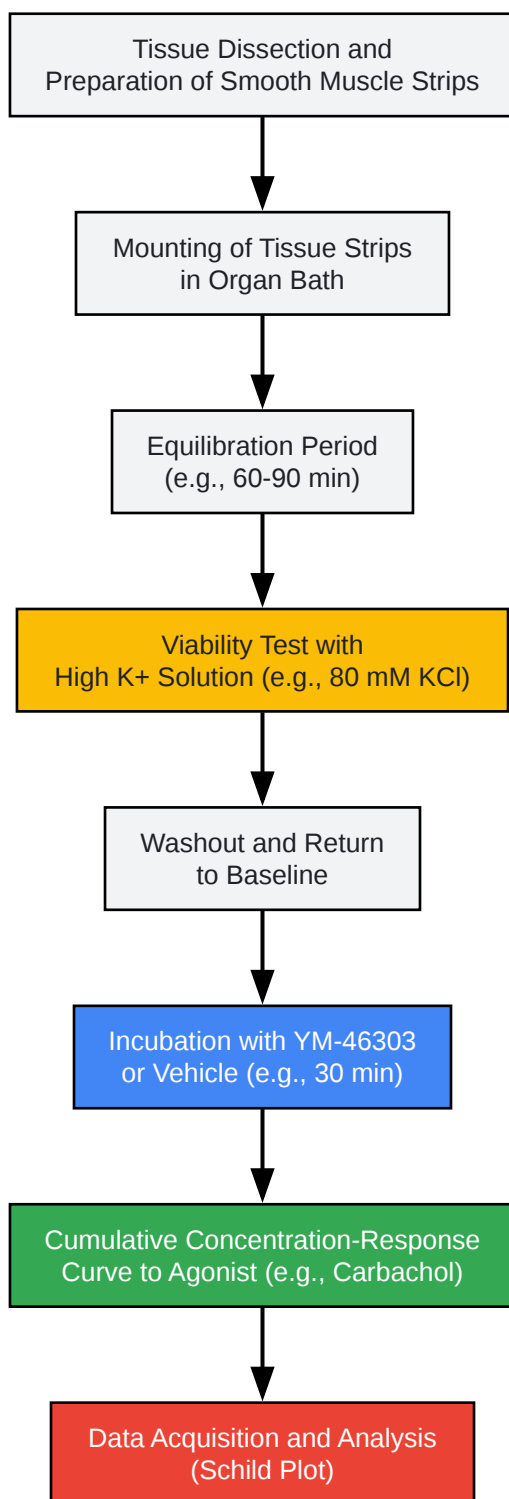 Tissue Dissection and
Preparation of Smooth Muscle Strips
Mounting of Tissue Strips
in Organ Bath
Equilibration Period
(e.g., 60-90 min)
Viability Test with
High K+ Solution (e.g., 80 mM KCl)
Washout and Return
to Baseline
Incubation with YM-46303
or Vehicle (e.g., 30 min)
Cumulative Concentration-Response
Curve to Agonist (e.g., Carbachol)
Data Acquisition and Analysis
(Schild Plot)